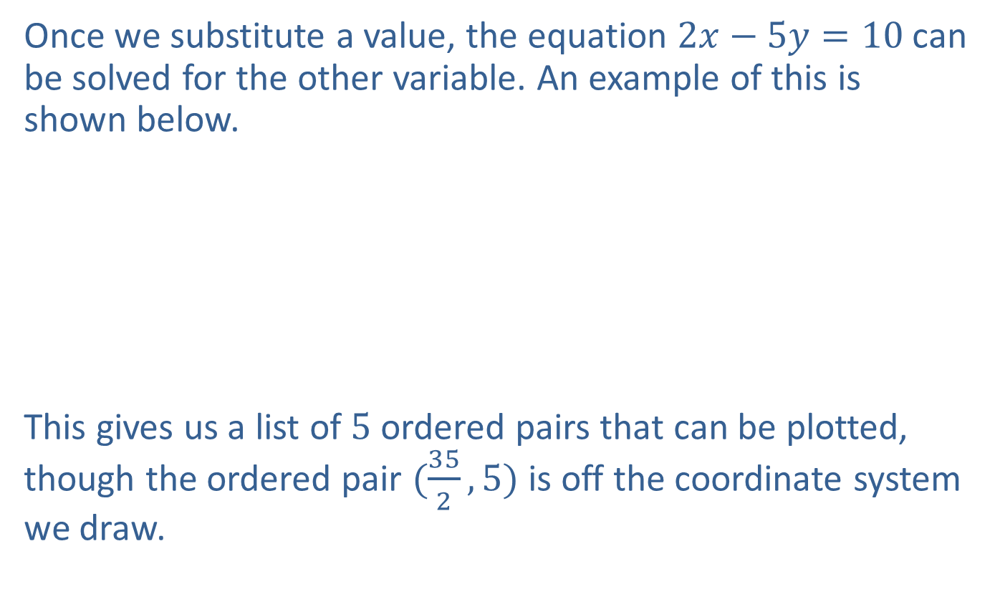 Once we substitute a value, the equation 2x − 5y = 10 can
be solved for the other variable. An example of this is
shown below.
This gives us a list of 5 ordered pairs that can be plotted,
though the ordered pair (35/2, 5) is off the coordinate system
we draw.